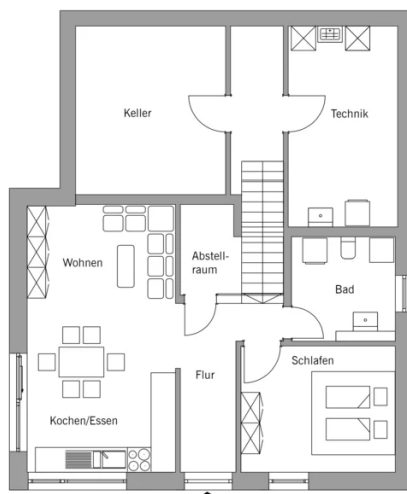 Keller
Technik
Wohnen
Abstell-
raum
Bad
Schlafen
Flur
Kochen/Essen